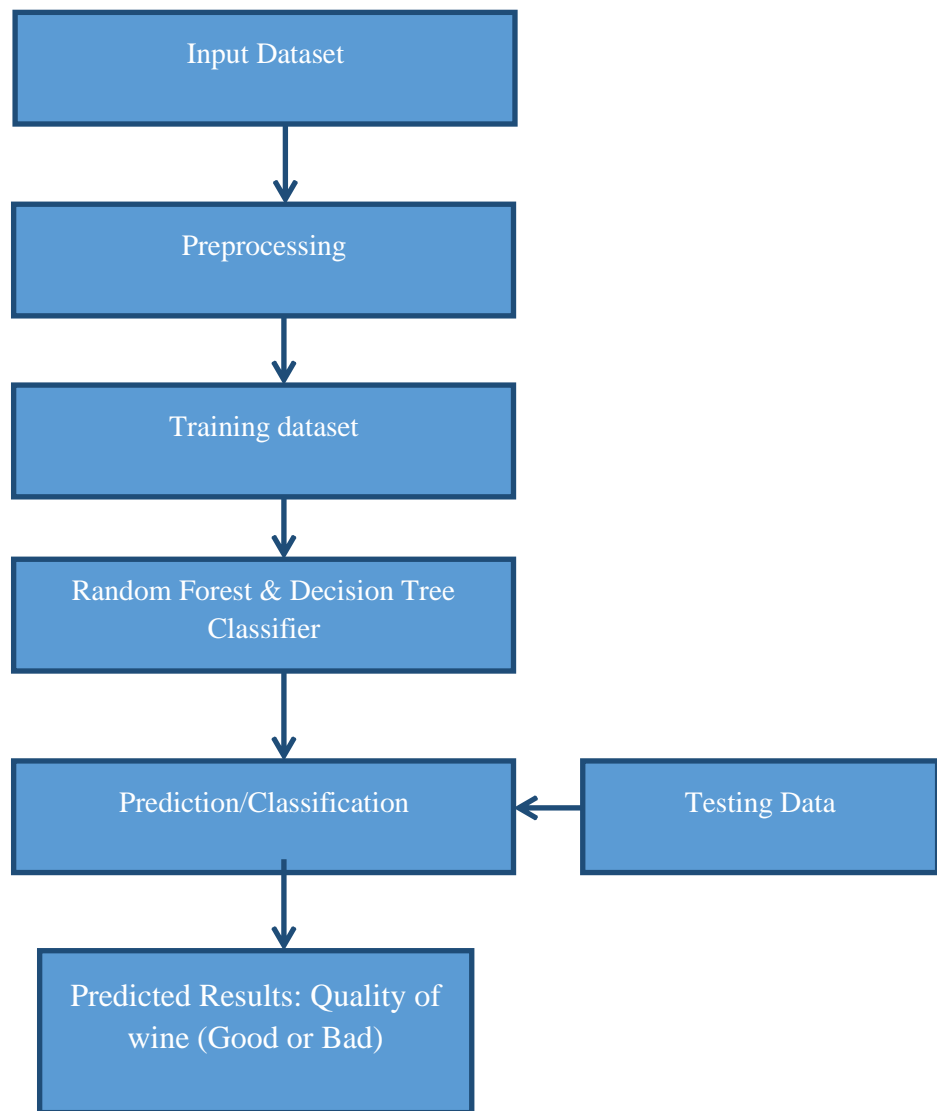 Input Dataset
Preprocessing
Training dataset
Random Forest & Decision Tree
Classifier
Prediction/Classification
Testing Data
Predicted Results: Quality of
wine (Good or Bad)